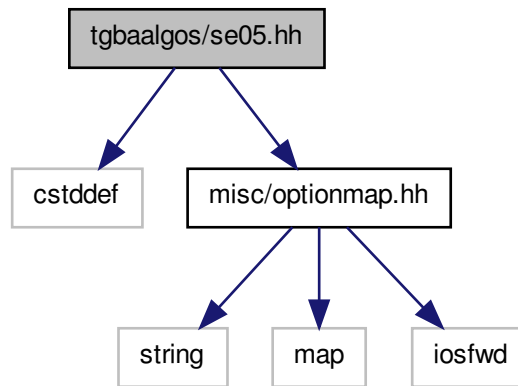 tgbaalgos/se05.hh
cstddef
misc/optionmap.hh
string
map
iosfwd